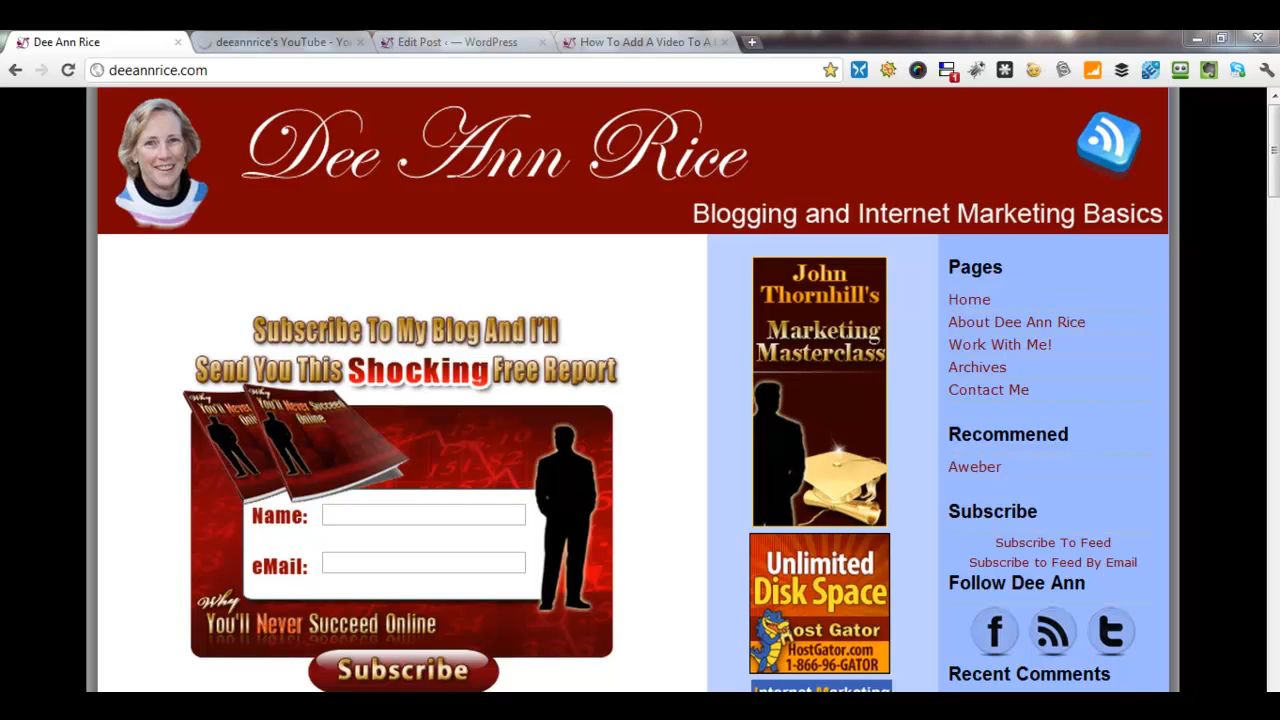 Dee Ann Rice
deeannrice's YouTube - Yo
Edit Post ‹ — WordPress
How To Add A Video To A
deeannrice.com
1
Dee Ann Rice
Blogging and Internet Marketing Basics
Subscribe To My Blog And I'll
Send You This Shocking Free Report
Why
You'll Never Succeed
Online
Name:
eMail:
Why
You'll Never Succeed Online
Subscribe
John
Thornhill's
Marketing
Masterclass
Unlimited
Disk Space
Host Gator
HostGator.com
1-866-96-GATOR
Internet Marketing
Pages
Home
About Dee Ann Rice
Work With Me!
Archives
Contact Me
Recommened
Aweber
Subscribe
Subscribe To Feed
Subscribe to Feed By Email
Follow Dee Ann
Recent Comments